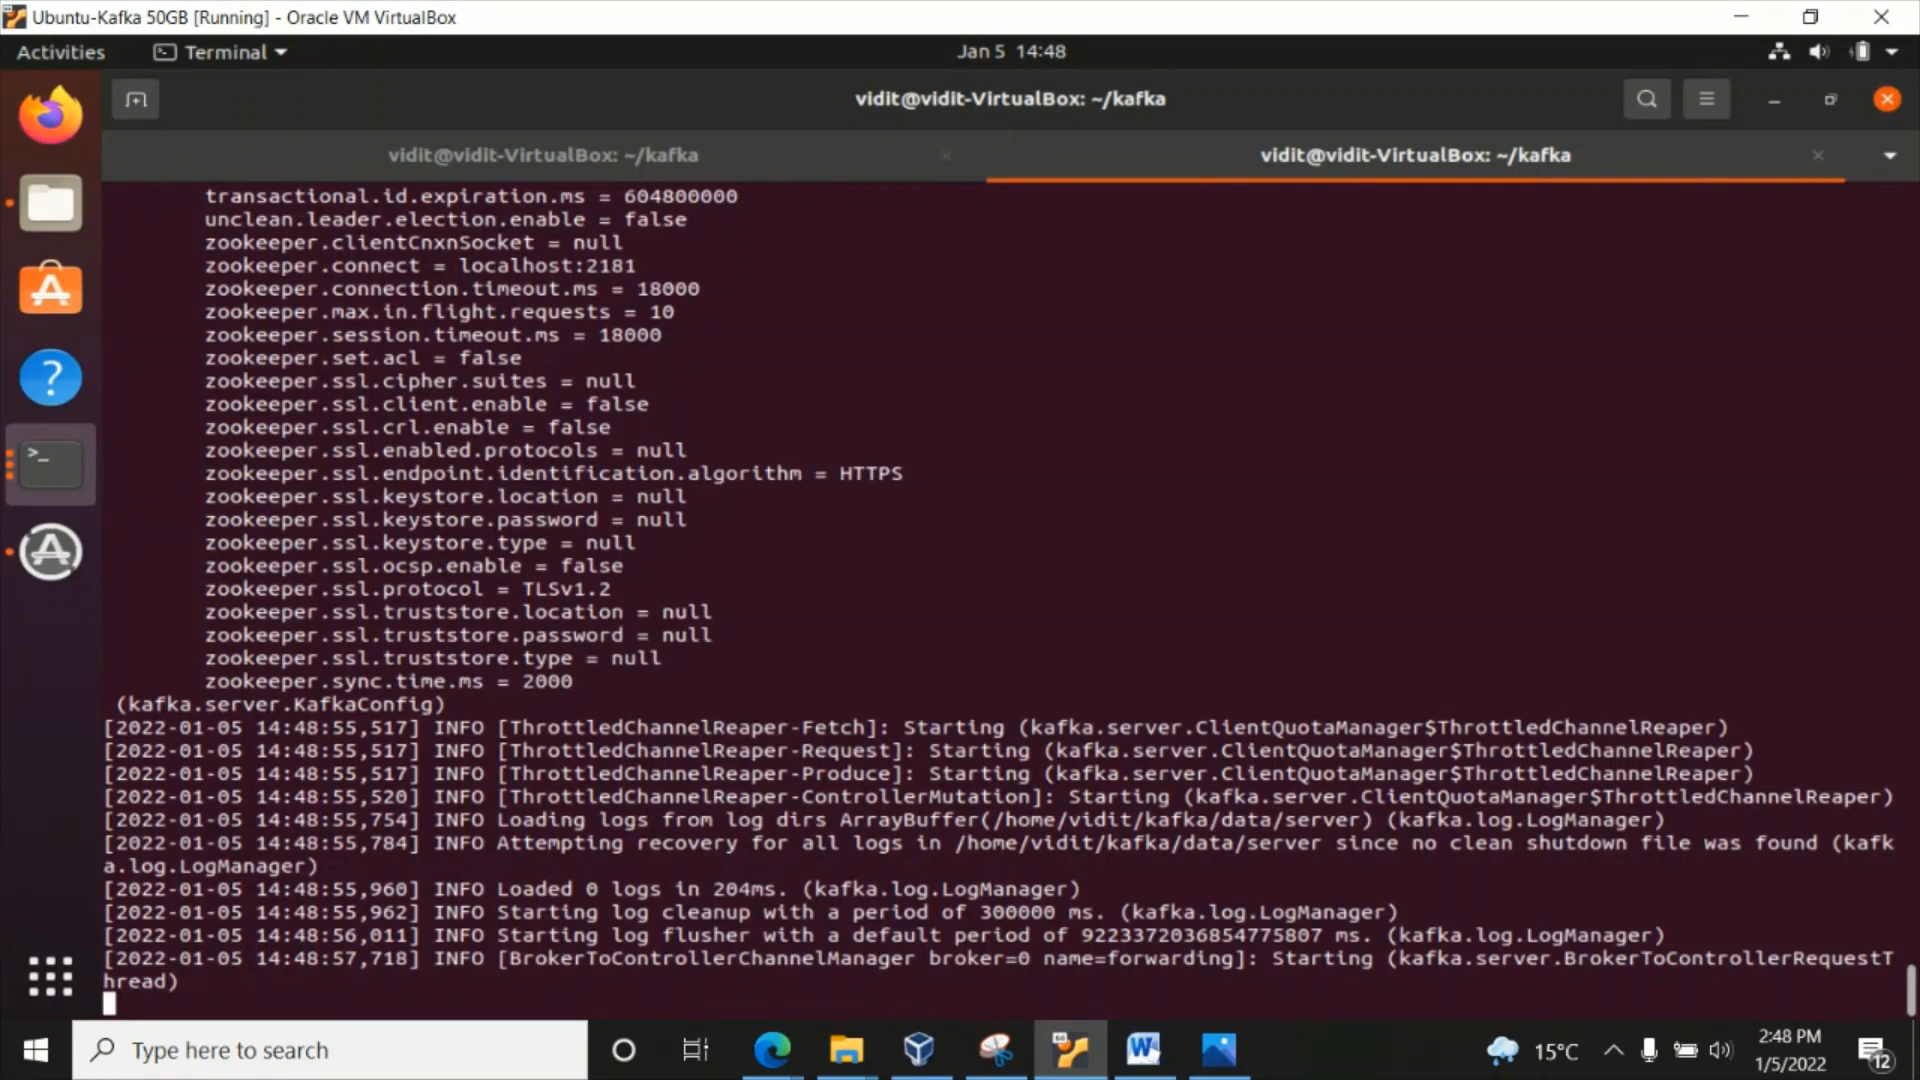 Ubuntu-Kafka 50GB [Running] - Oracle VM VirtualBox
Activities Terminal Jan 5 14:48
vidit@vidit-VirtualBox: ~/kafka
vidit@vidit-VirtualBox: ~/kafka vidit@vidit-VirtualBox: ~/kafka
transactional.id.expiration.ms = 604800000
unclean.leader.election.enable = false
zookeeper.clientCnxnSocket = null
zookeeper.connect = localhost:2181
zookeeper.connection.timeout.ms = 18000
zookeeper.max.in.flight.requests = 10
zookeeper.session.timeout.ms = 18000
zookeeper.set.acl = false
zookeeper.ssl.cipher.suites = null
zookeeper.ssl.client.enable = false
zookeeper.ssl.crl.enable = false
zookeeper.ssl.enabled.protocols = null
zookeeper.ssl.endpoint.identification.algorithm = HTTPS
zookeeper.ssl.keystore.location = null
zookeeper.ssl.keystore.password = null
zookeeper.ssl.keystore.type = null
zookeeper.ssl.ocsp.enable = false
zookeeper.ssl.protocol = TLSv1.2
zookeeper.ssl.truststore.location = null
zookeeper.ssl.truststore.password = null
zookeeper.ssl.truststore.type = null
zookeeper.sync.time.ms = 2000
(kafka.server.KafkaConfig)
[2022-01-05 14:48:55,517] INFO [ThrottledChannelReaper-Fetch]: Starting (kafka.server.ClientQuotaManager$ThrottledChannelReaper)
[2022-01-05 14:48:55,517] INFO [ThrottledChannelReaper-Request]: Starting (kafka.server.ClientQuotaManager$ThrottledChannelReaper)
[2022-01-05 14:48:55,517] INFO [ThrottledChannelReaper-Produce]: Starting (kafka.server.ClientQuotaManager$ThrottledChannelReaper)
[2022-01-05 14:48:55,520] INFO [ThrottledChannelReaper-ControllerMutation]: Starting (kafka.server.ClientQuotaManager$ThrottledChannelReaper)
[2022-01-05 14:48:55,754] INFO Loading logs from log dirs ArrayBuffer(/home/vidit/kafka/data/server) (kafka.log.LogManager)
[2022-01-05 14:48:55,784] INFO Attempting recovery for all logs in /home/vidit/kafka/data/server since no clean shutdown file was found (kafk
a.log.LogManager)
[2022-01-05 14:48:55,960] INFO Loaded 0 logs in 204ms. (kafka.log.LogManager)
[2022-01-05 14:48:55,962] INFO Starting log cleanup with a period of 300000 ms. (kafka.log.LogManager)
[2022-01-05 14:48:56,011] INFO Starting log flusher with a default period of 9223372036854775807 ms. (kafka.log.LogManager)
[2022-01-05 14:48:57,718] INFO [BrokerToControllerChannelManager broker=0 name=forwarding]: Starting (kafka.server.BrokerToControllerRequestT
hread)
Type here to search 15°C 2:48 PM
1/5/2022 12